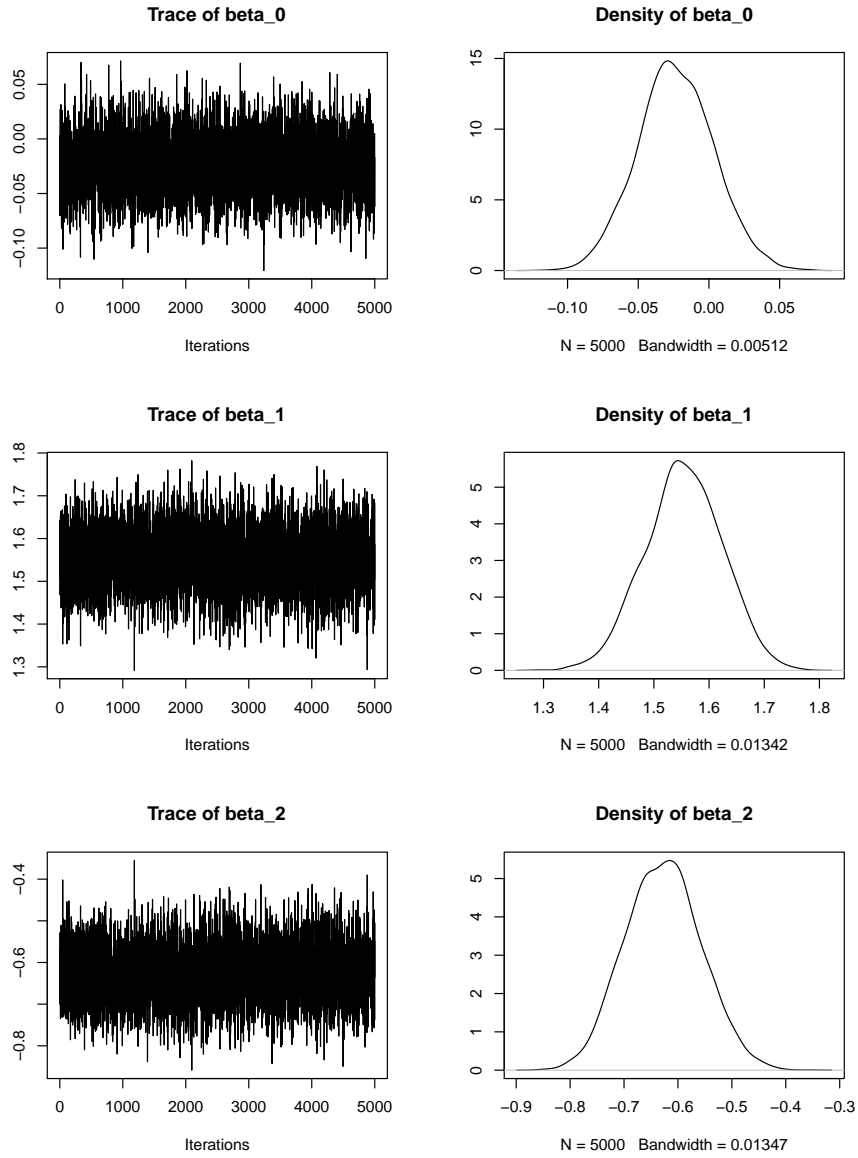 Trace of beta_0
0.05
0.00
−0.05
−0.10
0 1000 2000 3000 4000 5000
Iterations
Density of beta_0
15
10
5
0
−0.10 −0.05 0.00 0.05
N = 5000 Bandwidth = 0.00512
Trace of beta_1
1.8
1.7
1.6
1.5
1.4
1.3
0 1000 2000 3000 4000 5000
Iterations
Density of beta_1
5
4
3
2
1
0
1.3 1.4 1.5 1.6 1.7 1.8
N = 5000 Bandwidth = 0.01342
Trace of beta_2
−0.4
−0.6
−0.8
0 1000 2000 3000 4000 5000
Iterations
Density of beta_2
5
4
3
2
1
0
−0.9 −0.8 −0.7 −0.6 −0.5 −0.4 −0.3
N = 5000 Bandwidth = 0.01347